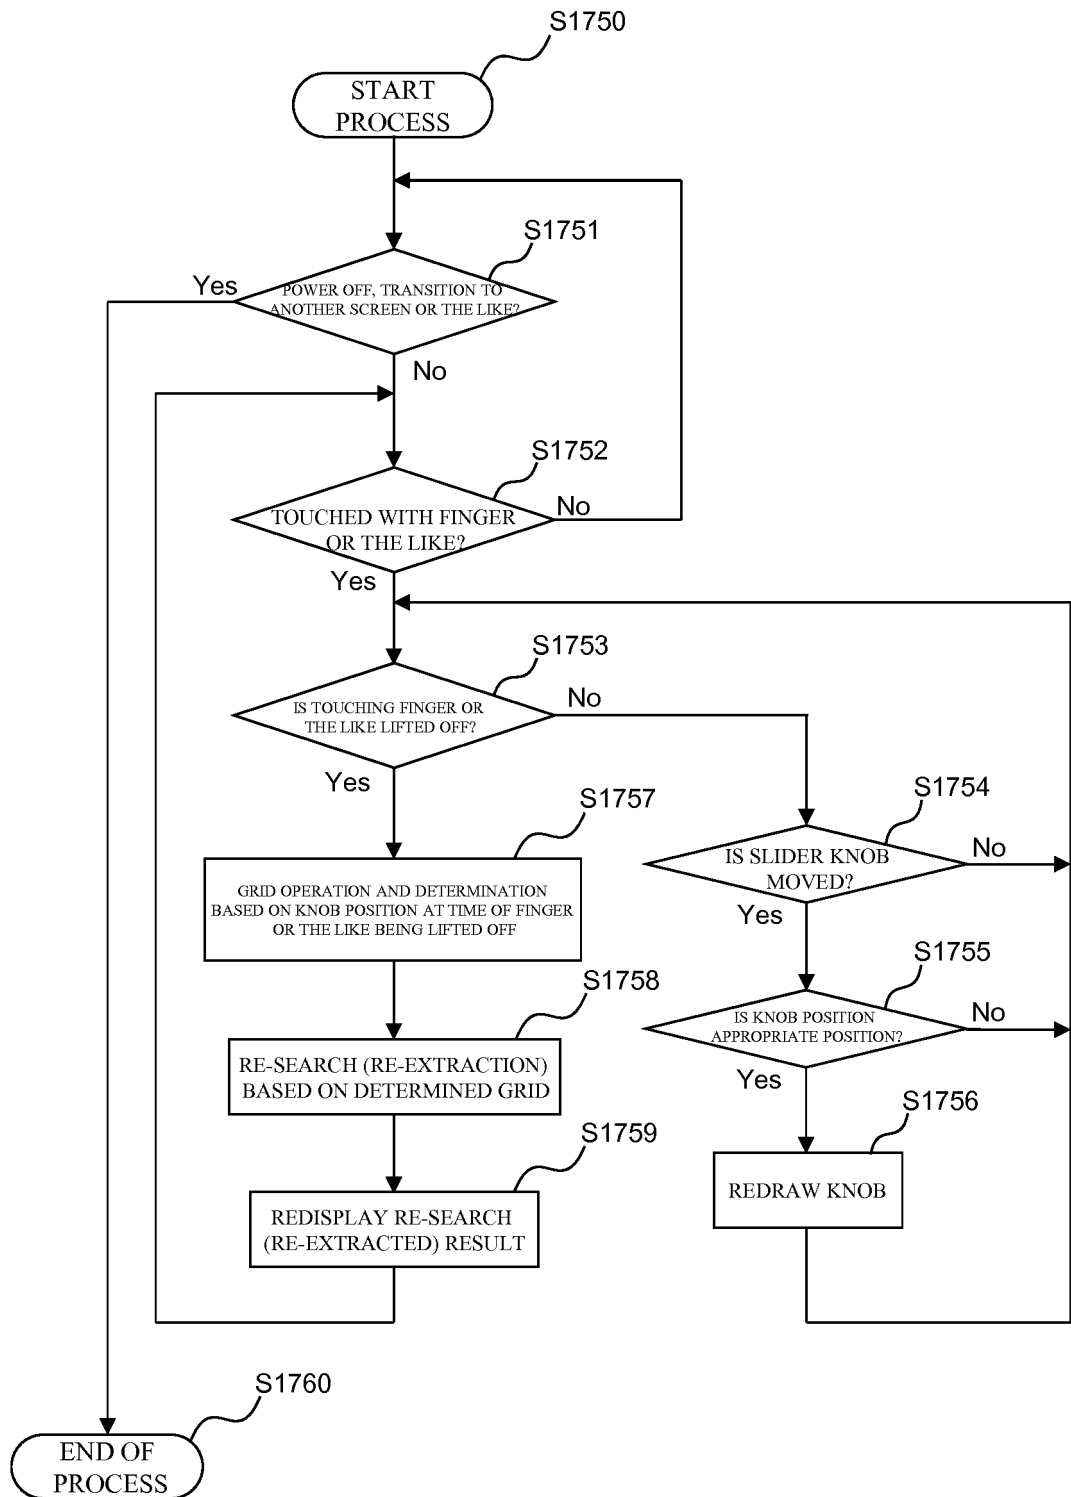 S1750
START
PROCESS
S1751
Yes
POWER OFF, TRANSITION TO
ANOTHER SCREEN OR THE LIKE?
No
S1752
No
TOUCHED WITH FINGER
OR THE LIKE?
Yes
S1753
No
IS TOUCHING FINGER OR
THE LIKE LIFTED OFF?
Yes
S1754
No
IS SLIDER KNOB
MOVED?
Yes
S1757
GRID OPERATION AND DETERMINATION
BASED ON KNOB POSITION AT TIME OF FINGER
OR THE LIKE BEING LIFTED OFF
S1755
No
IS KNOB POSITION
APPROPRIATE POSITION?
Yes
S1758
RE-SEARCH (RE-EXTRACTION)
BASED ON DETERMINED GRID
S1756
REDRAW KNOB
S1759
REDISPLAY RE-SEARCH
(RE-EXTRACTED) RESULT
S1760
END OF
PROCESS